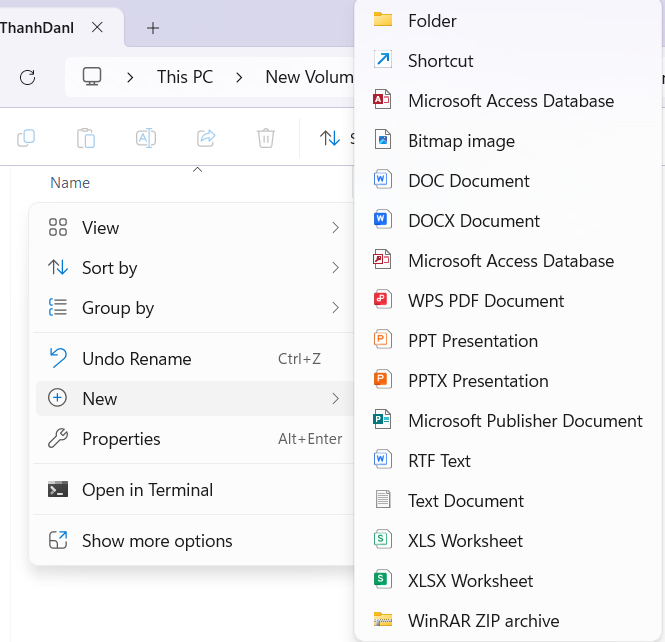 ThanhDanl
This PC
New Volum
Name
View
Sort by
Group by
Undo Rename Ctrl+Z
New
Properties Alt+Enter
Open in Terminal
Show more options
Folder
Shortcut
Microsoft Access Database
Bitmap image
DOC Document
DOCX Document
Microsoft Access Database
WPS PDF Document
PPT Presentation
PPTX Presentation
Microsoft Publisher Document
RTF Text
Text Document
XLS Worksheet
XLSX Worksheet
WinRAR ZIP archive